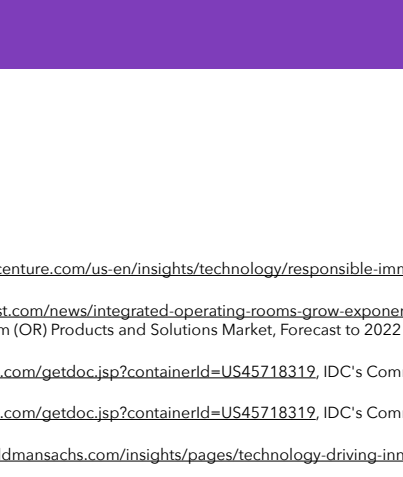 centure.com/us-en/insights/technology/responsible-imm
st.com/news/integrated-operating-rooms-grow-exponen
m (OR) Products and Solutions Market, Forecast to 2022
.com/getdoc.jsp?containerId=US45718319, IDC's Com
.com/getdoc.jsp?containerId=US45718319, IDC's Com
ldmansachs.com/insights/pages/technology-driving-inn